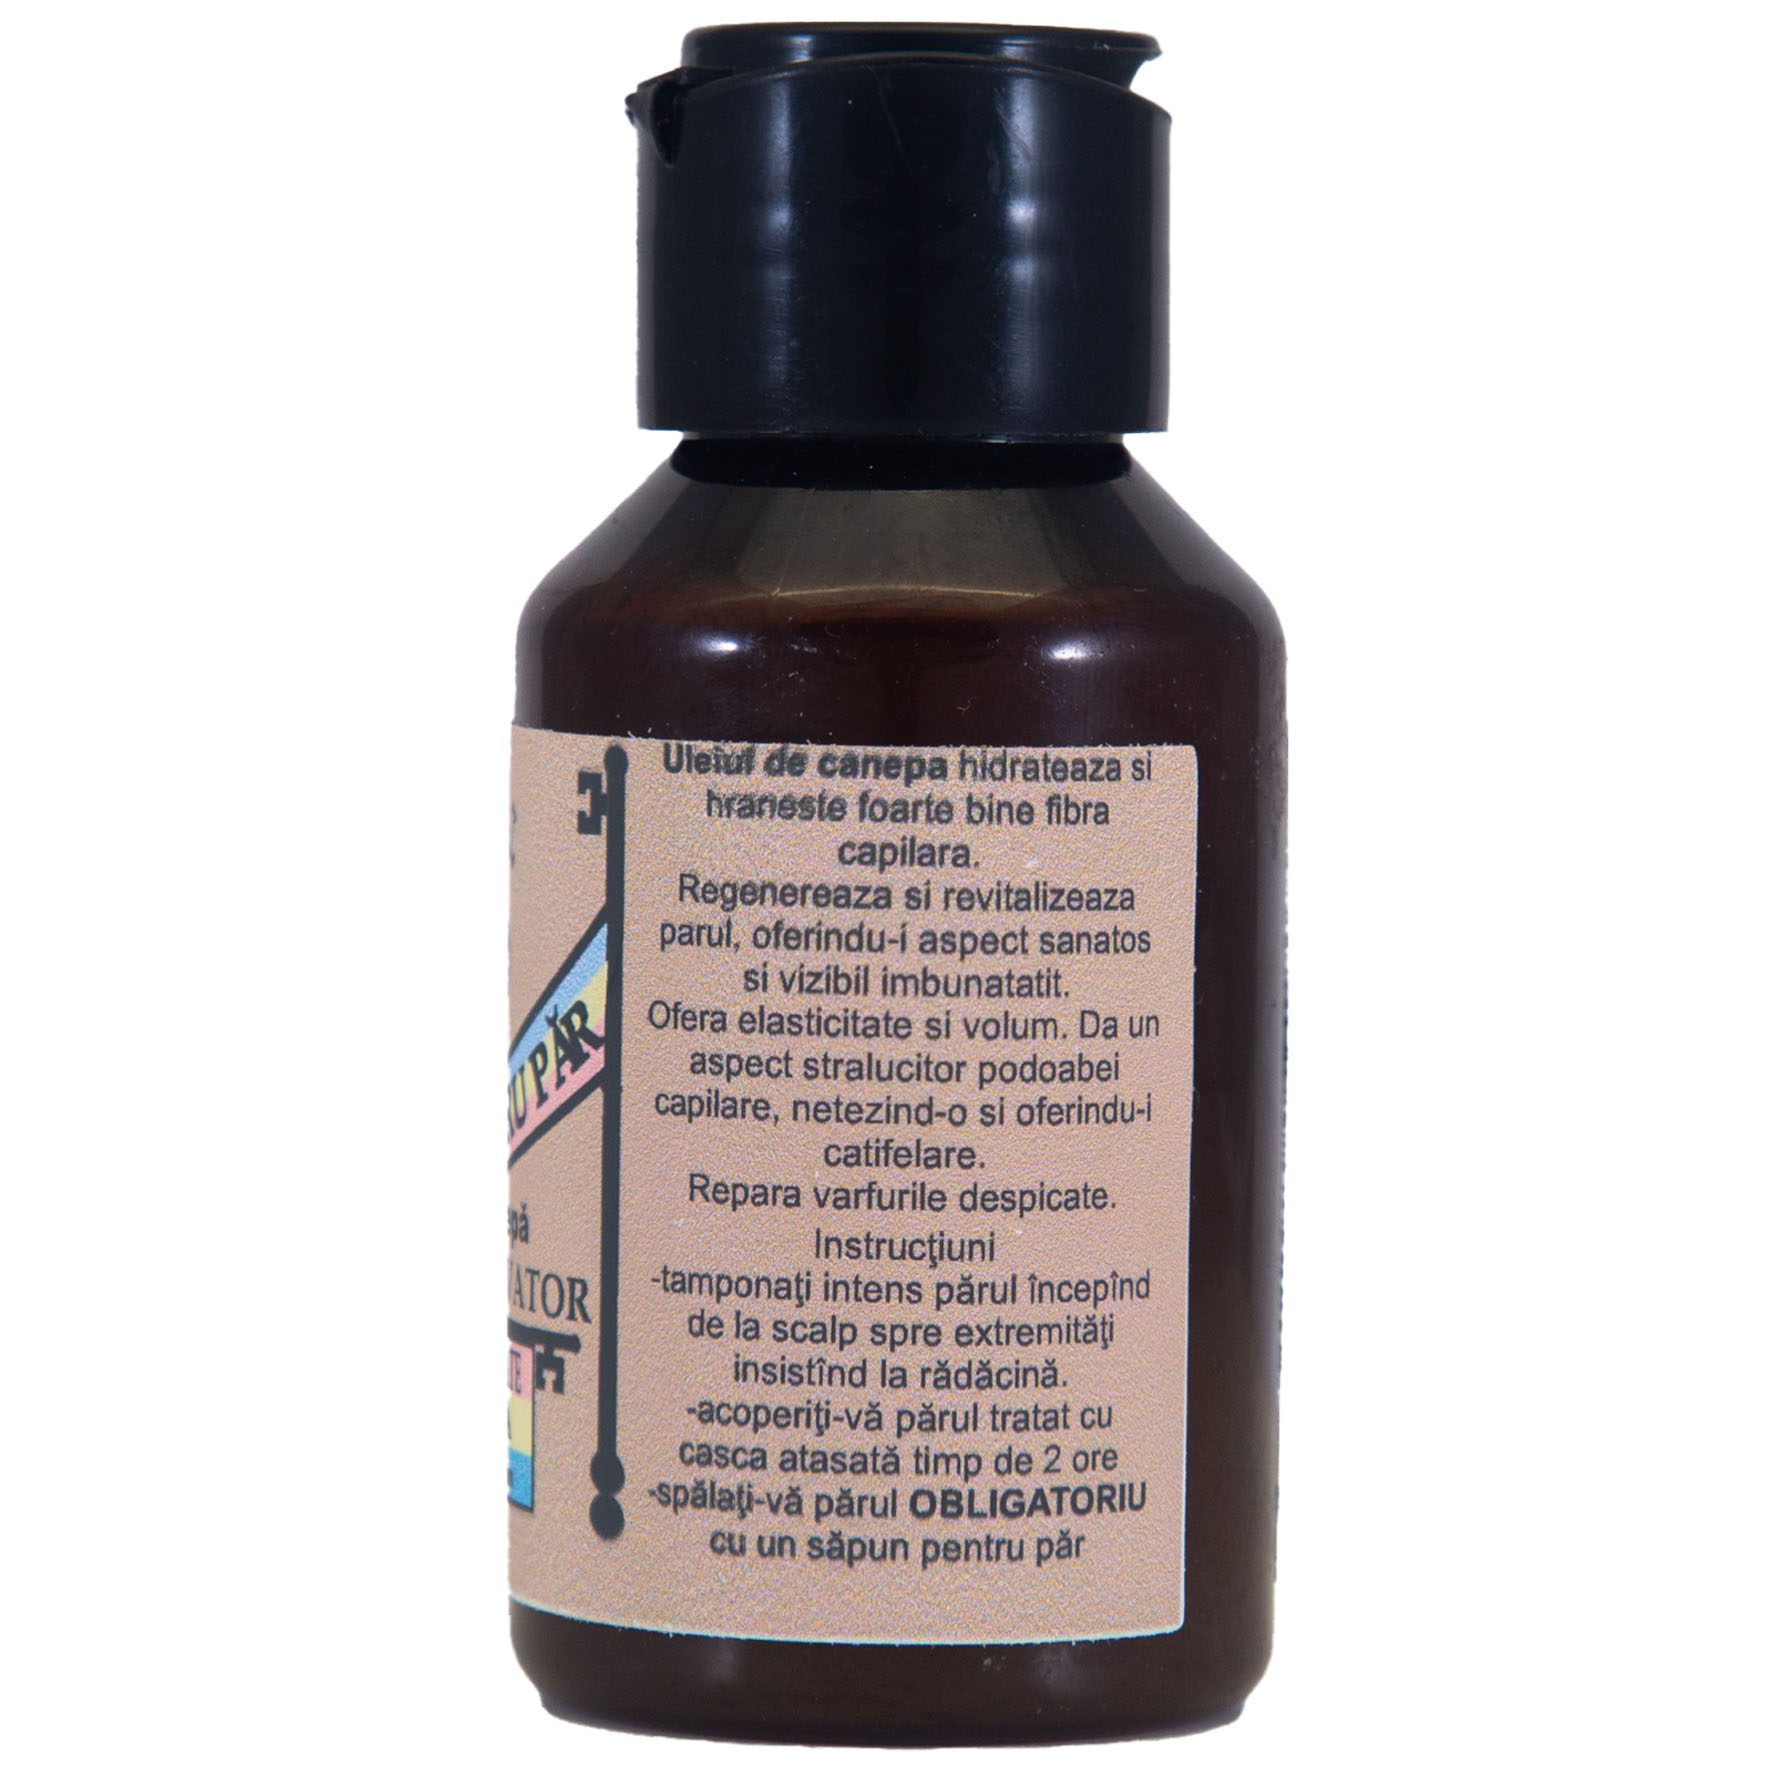 Uleiul de canepa hidrateaza si
hraneste foarte bine fibra
capilara.
Regenereaza si revitalizeaza
parul, oferindu-i aspect sanatos
si vizibil imbunatatit.
Ofera elasticitate si volum. Da un
aspect stralucitor podoabei
capilare, netezind-o si oferindu-i
catifelare.
Repara varfurile despicate.
Instrucţiuni
-tamponaţi intens părul începînd
de la scalp spre extremităţi
insistînd la rădăcină.
-acoperiţi-vă părul tratat cu
casca atasată timp de 2 ore
-spălaţi-vă părul OBLIGATORIU
cu un săpun pentru păr
PĂR